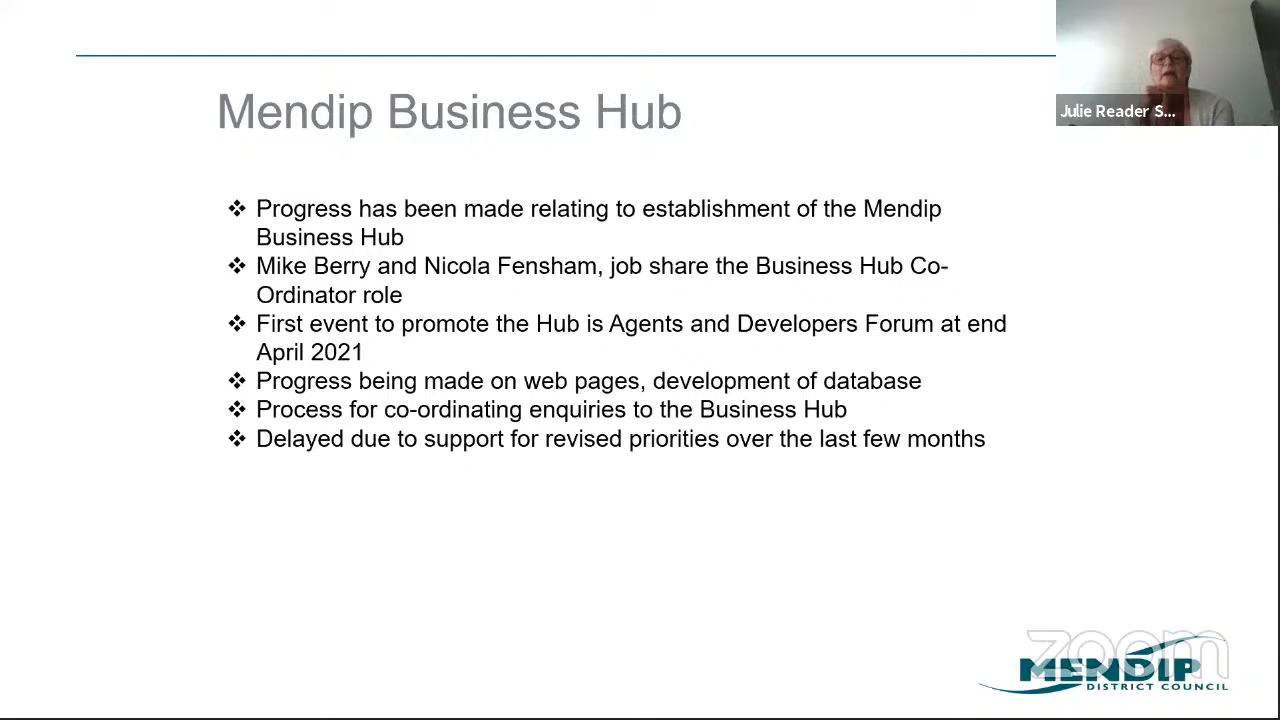 Julie Reader S...
Mendip Business Hub
❖ Progress has been made relating to establishment of the Mendip
Business Hub
❖ Mike Berry and Nicola Fensham, job share the Business Hub Co-
Ordinator role
❖ First event to promote the Hub is Agents and Developers Forum at end
April 2021
❖ Progress being made on web pages, development of database
❖ Process for co-ordinating enquiries to the Business Hub
❖ Delayed due to support for revised priorities over the last few months
zoom
MENDIP
DISTRICT COUNCIL